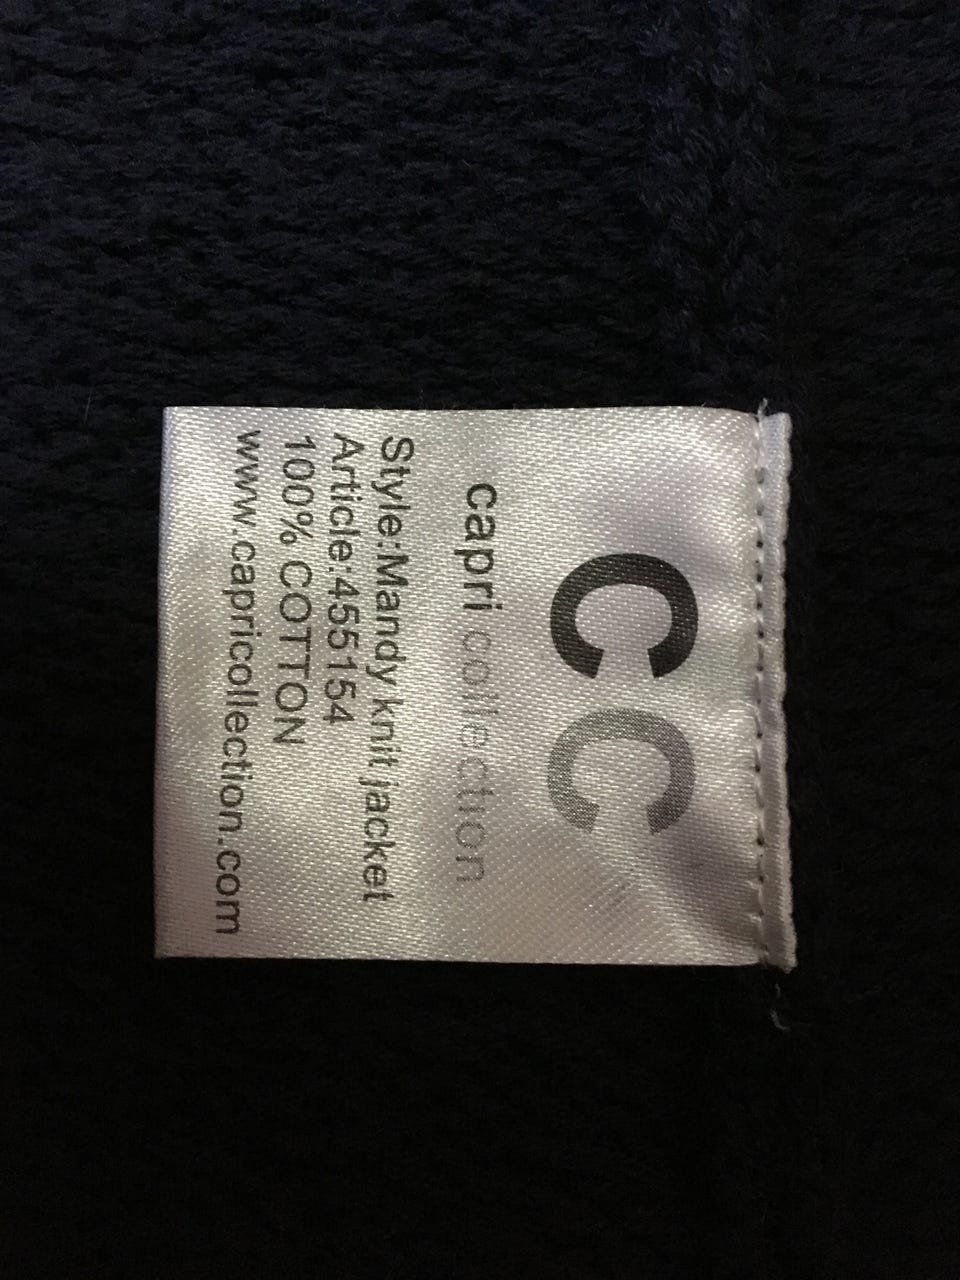 CC
capri collection
Style:Mandy knit jacket
Article:455154
100% COTTON
www.capricollection.com